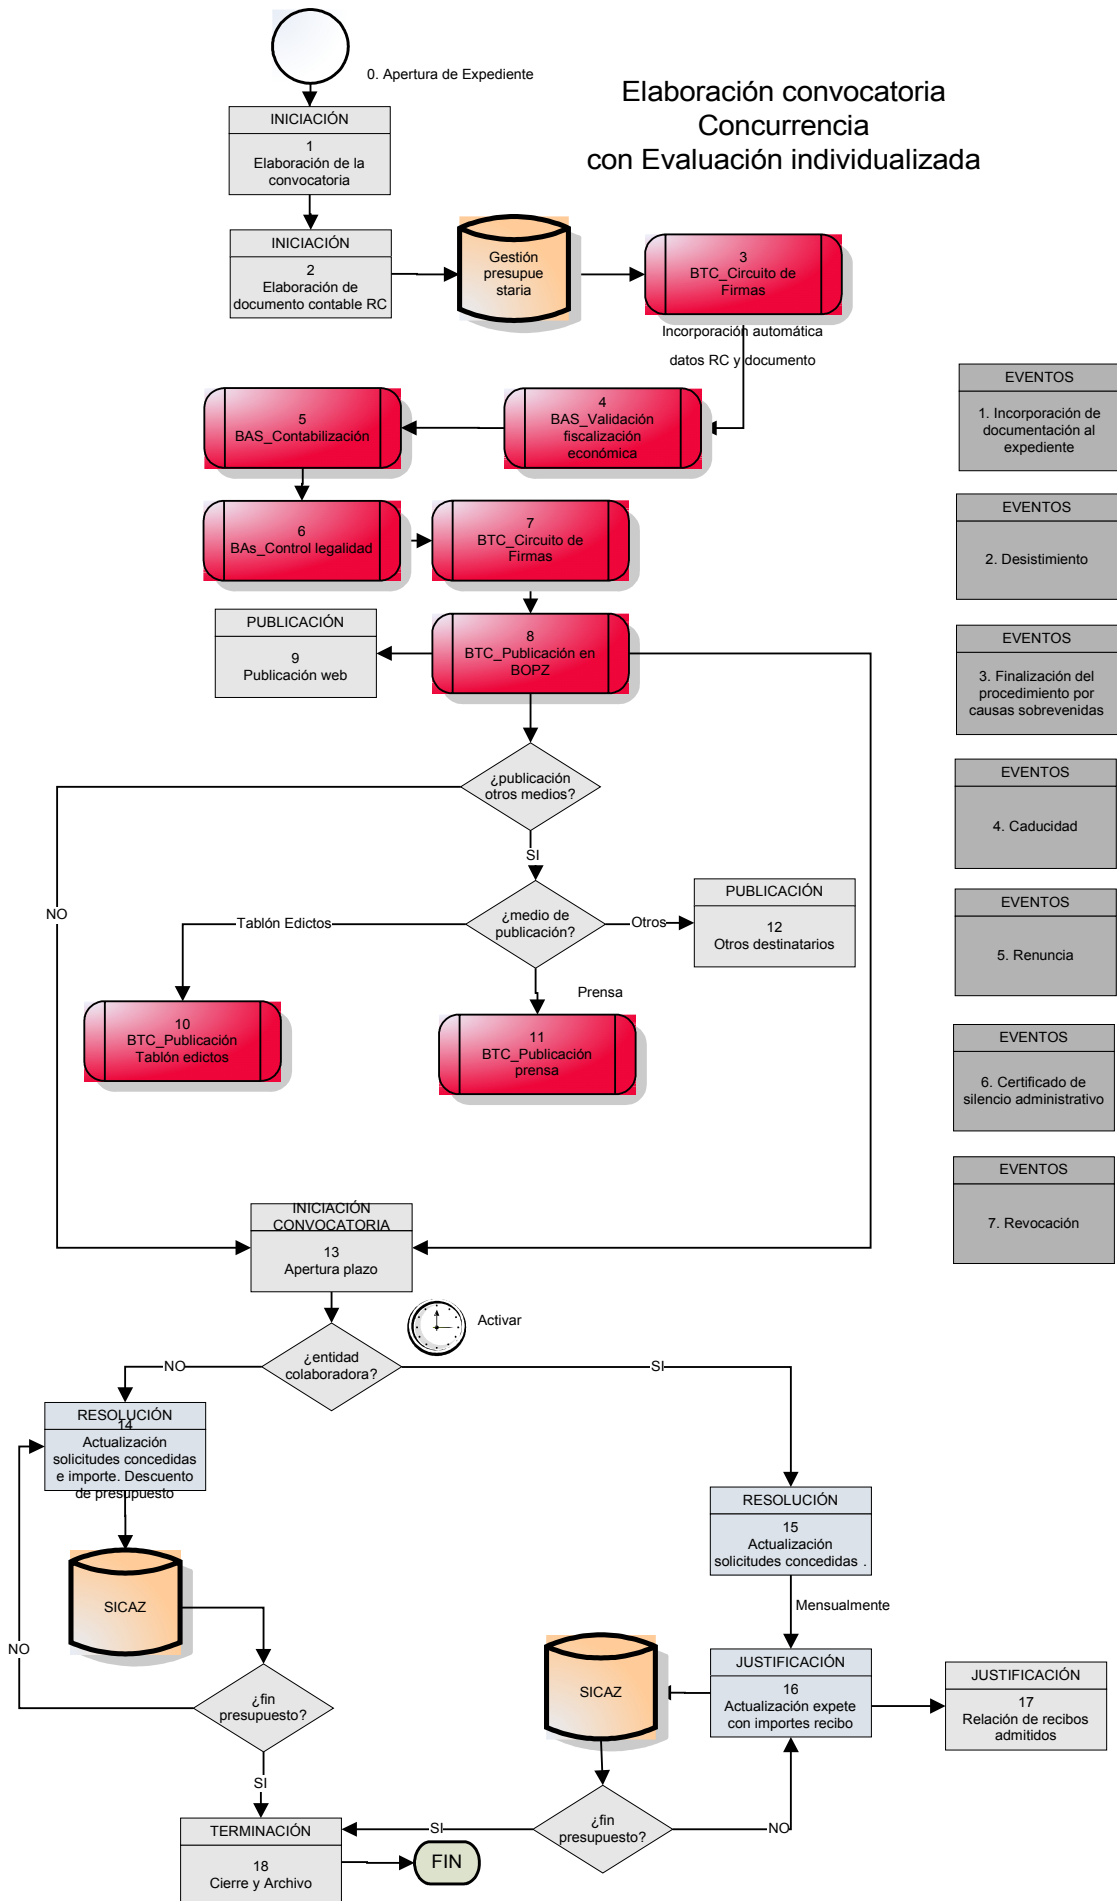 0. Apertura de Expediente
Elaboración convocatoria
Concurrencia
con Evaluación individualizada
INICIACIÓN
1
Elaboración de la
convocatoria
INICIACIÓN
2
Elaboración de
documento contable RC
Gestión
presupue
staria
3
BTC_Circuito de
Firmas
Incorporación automática
datos RC y documento
4
BAS_Validación
fiscalización
económica
5
BAS_Contabilización
6
BAs_Control legalidad
7
BTC_Circuito de
Firmas
8
BTC_Publicación en
BOPZ
PUBLICACIÓN
9
Publicación web
¿publicación
otros medios?
NO
SI
¿medio de
publicación?
Tablón Edictos
Otros
Prensa
PUBLICACIÓN
12
Otros destinatarios
10
BTC_Publicación
Tablón edictos
11
BTC_Publicación
prensa
INICIACIÓN
CONVOCATORIA
13
Apertura plazo
Activar
¿entidad
colaboradora?
NO
SI
RESOLUCIÓN
14
Actualización
solicitudes concedidas
e importe. Descuento
de presupuesto
SICAZ
NO
¿fin
presupuesto?
SI
RESOLUCIÓN
15
Actualización
solicitudes concedidas .
Mensualmente
JUSTIFICACIÓN
16
Actualización expete
con importes recibo
SICAZ
JUSTIFICACIÓN
17
Relación de recibos
admitidos
¿fin
presupuesto?
SI
NO
TERMINACIÓN
18
Cierre y Archivo
FIN
EVENTOS
1. Incorporación de
documentación al
expediente
EVENTOS
2. Desistimiento
EVENTOS
3. Finalización del
procedimiento por
causas sobrevenidas
EVENTOS
4. Caducidad
EVENTOS
5. Renuncia
EVENTOS
6. Certificado de
silencio administrativo
EVENTOS
7. Revocación